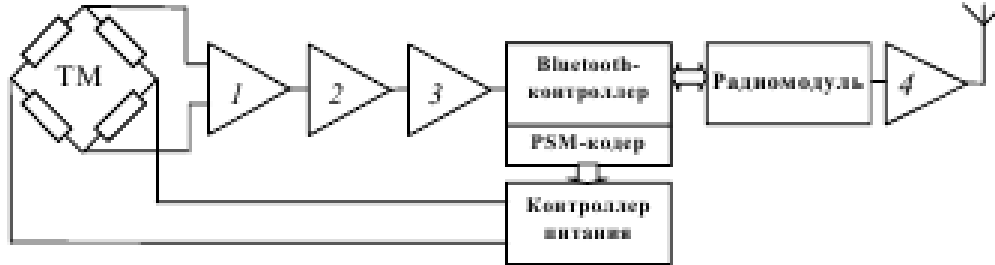 ТМ
1
2
3
Bluetooth-
контроллер
PSM-кодер
Радиомодуль
4
Контроллер
питания